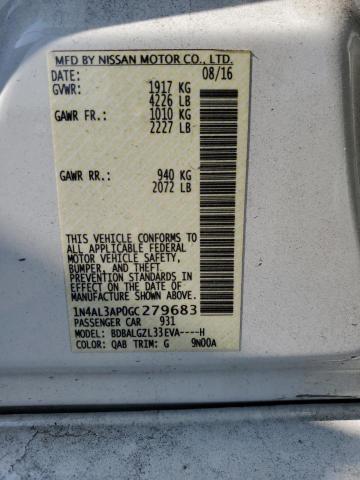 MFD BY NISSAN MOTOR CO., LTD.
DATE: 08/16
GVWR: 1917 KG
4226 LB
GAWR FR.: 1010 KG
2227 LB
GAWR RR.: 940 KG
2072 LB
THIS VEHICLE CONFORMS TO
ALL APPLICABLE FEDERAL
MOTOR VEHICLE SAFETY,
BUMPER, AND THEFT
PREVENTION STANDARDS IN
EFFECT ON THE DATE OF
MANUFACTURE SHOWN ABOVE.
1N4AL3AP0GC279683
PASSENGER CAR 931
MODEL: BDBALGZL33EVA----H
COLOR: QAB TRIM: G 9N00A